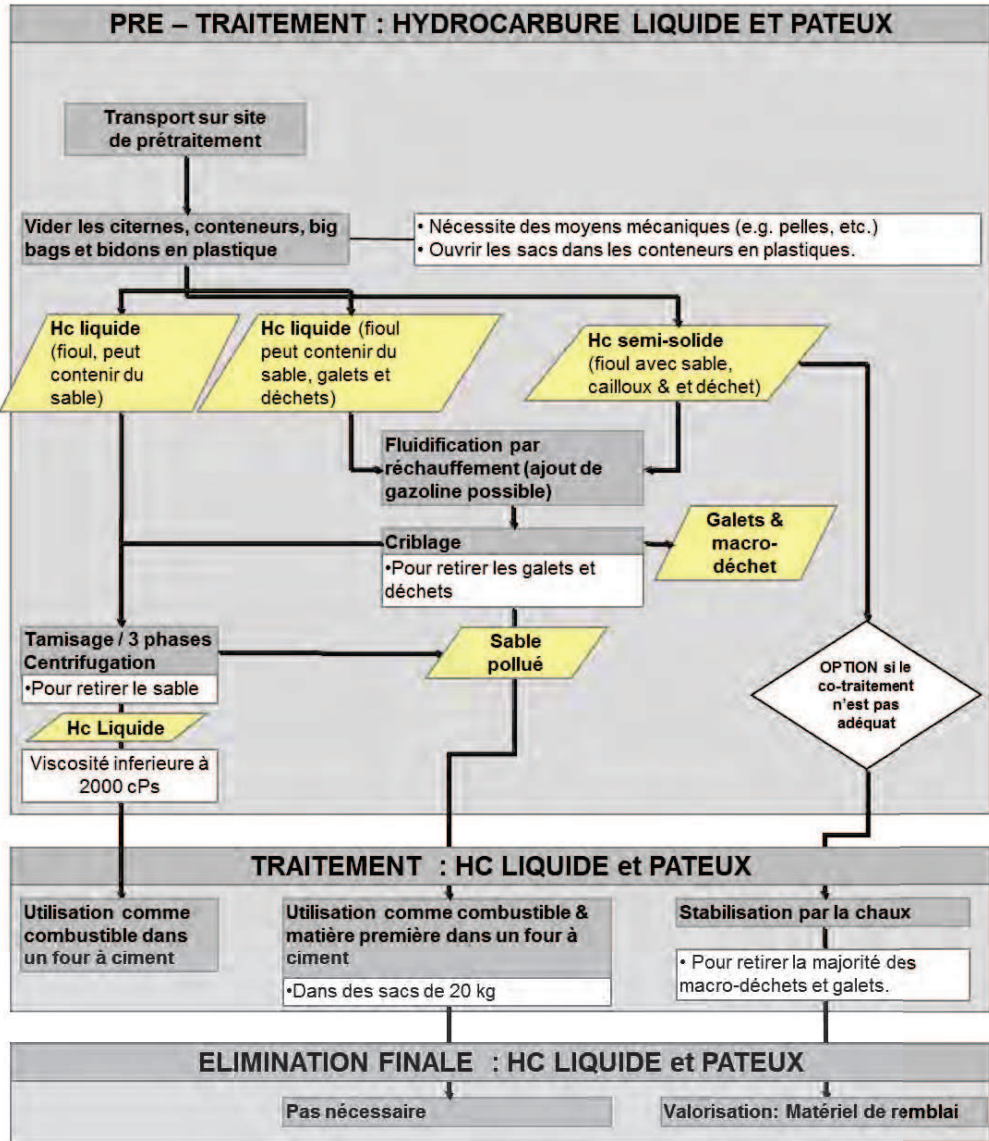 PRE – TRAITEMENT : HYDROCARBURE LIQUIDE ET PATEUX
Transport sur site
de prétraitement
Vider les citernes, conteneurs, big
bags et bidons en plastique
• Nécessite des moyens mécaniques (e.g. pelles, etc.)
• Ouvrir les sacs dans les conteneurs en plastiques.
Hc liquide
(fioul, peut
contenir du
sable)
Hc liquide (fioul
peut contenir du
sable, galets et
déchets)
Hc semi-solide
(fioul avec sable,
cailloux & et déchet)
Fluidification par
réchauffement (ajout de
gazoline possible)
Criblage
•Pour retirer les galets et
déchets
Galets &
macro-
déchet
Tamisage / 3 phases
Centrifugation
•Pour retirer le sable
Sable
pollué
OPTION si le
co-traitement
n'est pas
adéquat
Hc Liquide
Viscosité inferieure à
2000 cPs
TRAITEMENT : HC LIQUIDE et PATEUX
Utilisation comme
combustible dans
un four à ciment
Utilisation comme combustible &
matière première dans un four à
ciment
•Dans des sacs de 20 kg
Stabilisation par la chaux
• Pour retirer la majorité des
macro-déchets et galets.
ELIMINATION FINALE : HC LIQUIDE et PATEUX
Pas nécessaire
Valorisation: Matériel de remblai